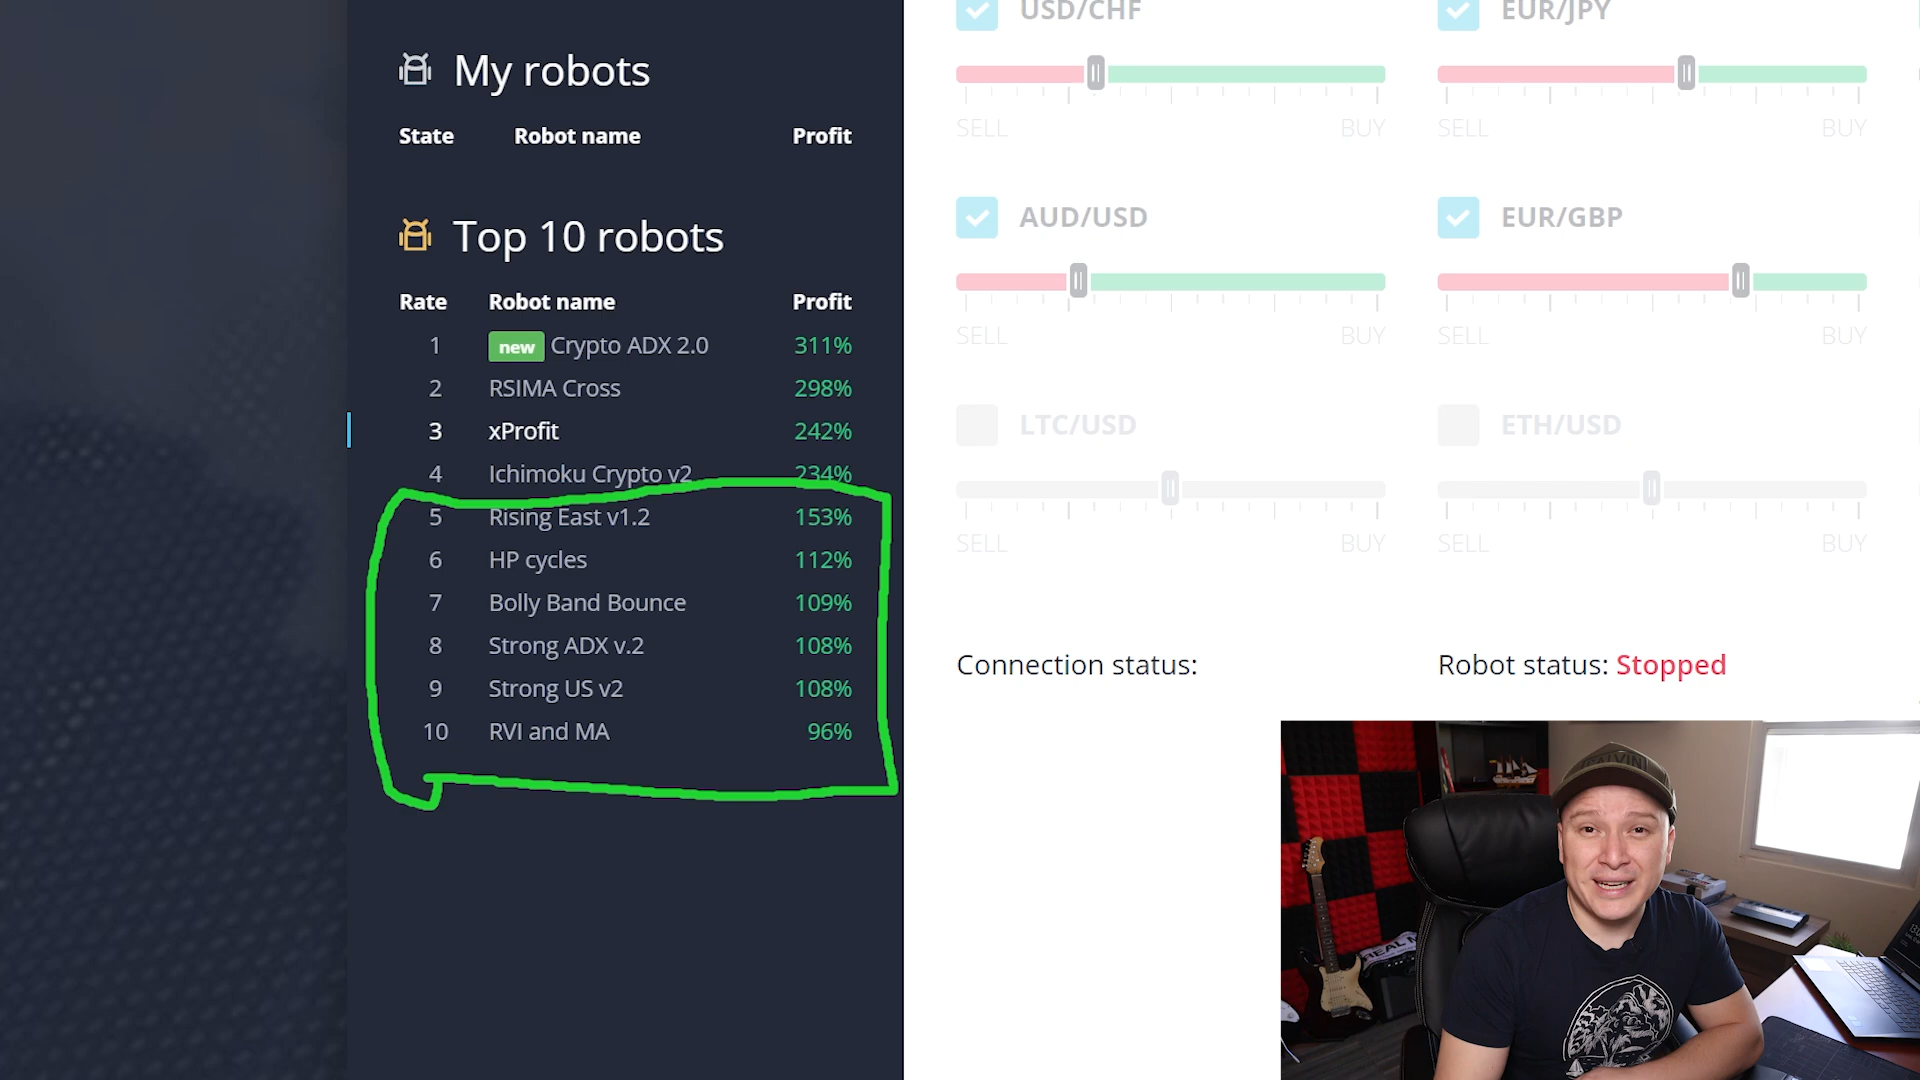 My robots
State Robot name Profit
Top 10 robots
Rate Robot name Profit
1 new Crypto ADX 2.0 311%
2 RSIMA Cross 298%
3 xProfit 242%
4 Ichimoku Crypto v2 234%
5 Rising East v1.2 153%
6 HP cycles 112%
7 Bolly Band Bounce 109%
8 Strong ADX v.2 108%
9 Strong US v2 108%
10 RVI and MA 96%
USD/CHF
SELL BUY
EUR/JPY
SELL BUY
AUD/USD
SELL BUY
EUR/GBP
SELL BUY
LTC/USD
SELL BUY
ETH/USD
SELL BUY
Connection status:
Robot status: Stopped
REAL